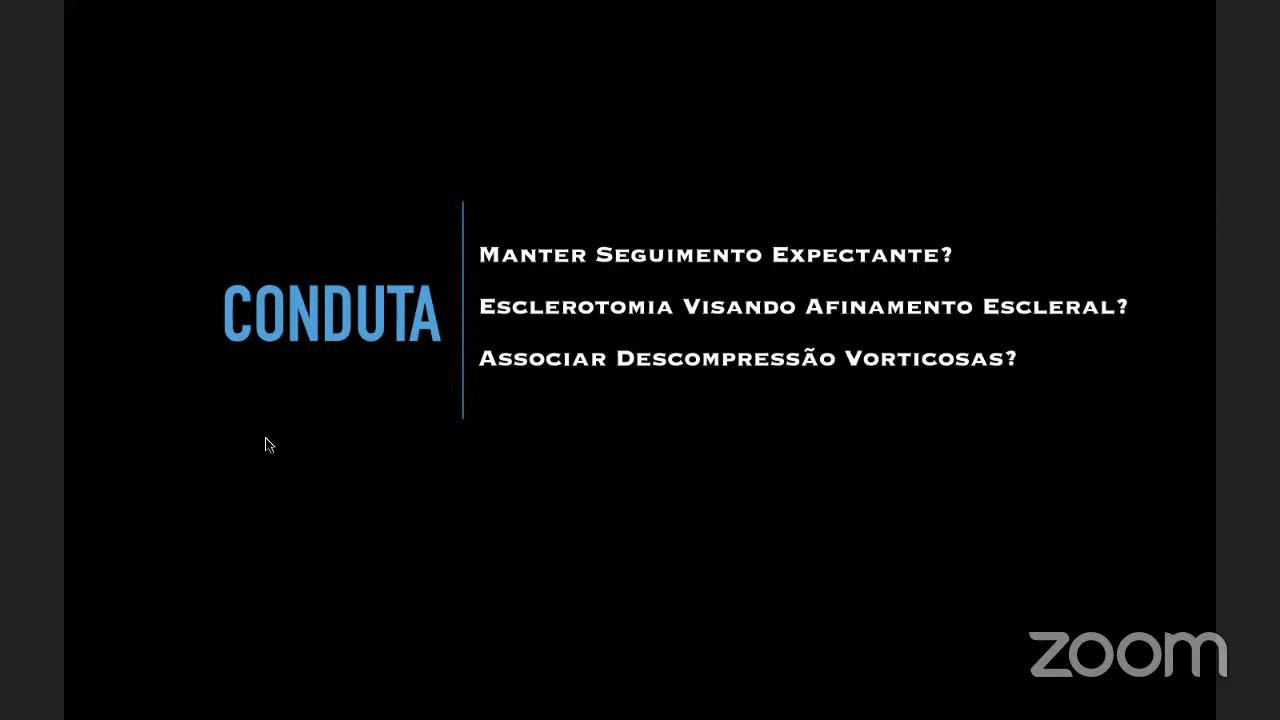 CONDUTA
Manter Seguimento Expectante?
Esclerotomia Visando Afinamento Escleral?
Associar Descompressão Vorticosas?
zoom